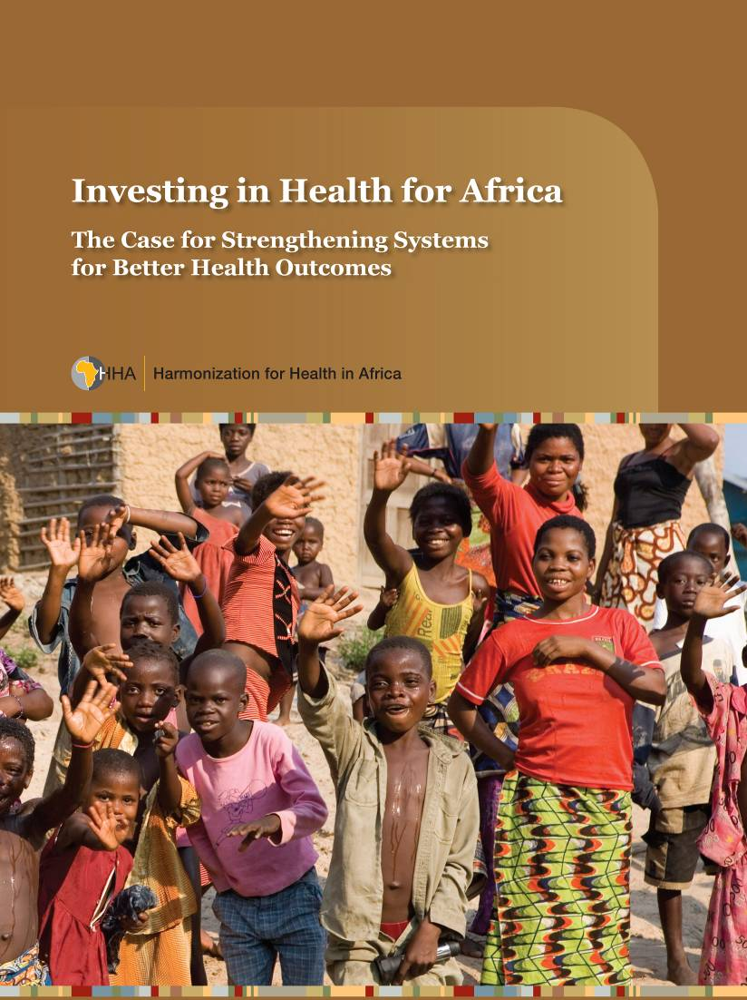 Investing in Health for Africa
The Case for Strengthening Systems
for Better Health Outcomes
HHA
Harmonization for Health in Africa